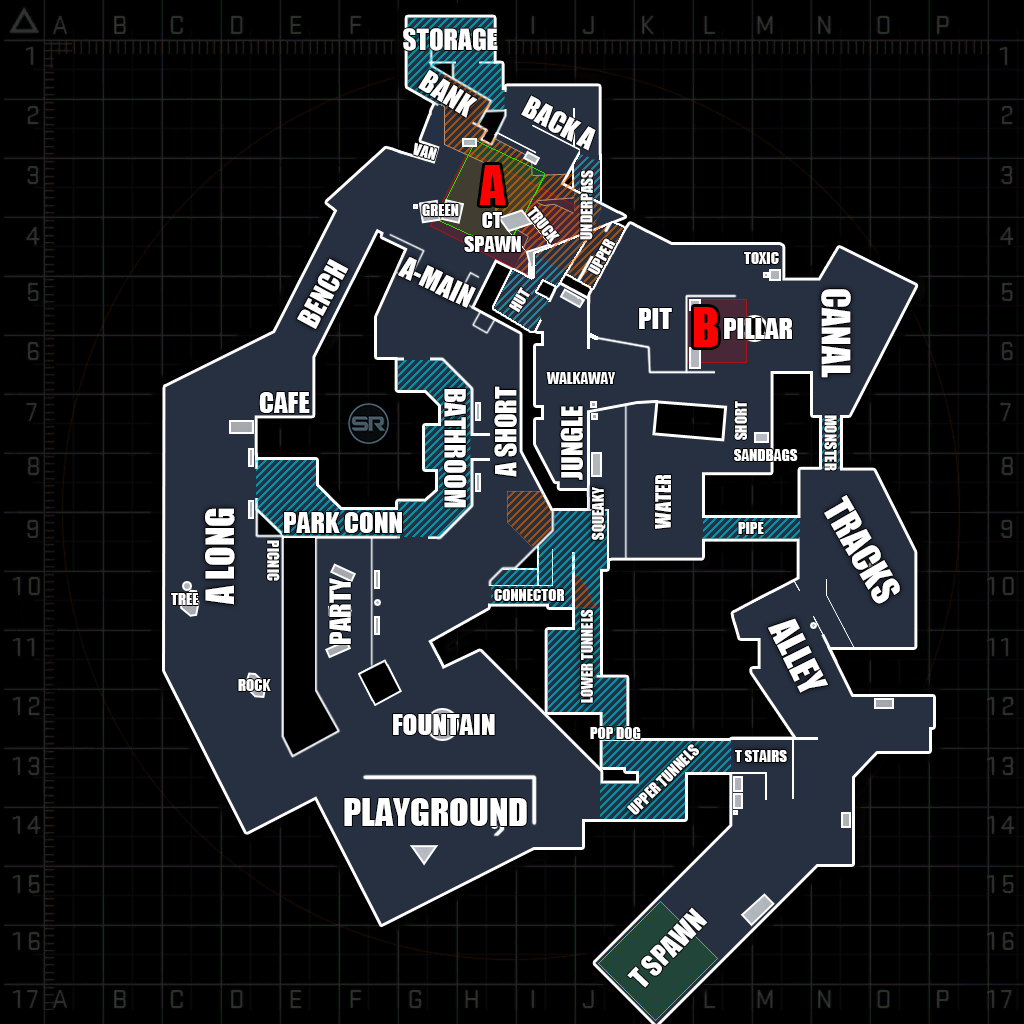 A B C D E F G H I J K L M N O P
STORAGE
1 1
BANK
2 BACK A 2
VAN
3 A UNDERPASS 3
GREEN
CT SPAWN
TRUCK
4 UPPER 4
TOXIC
A-MAIN
BENCH
5 HUT 5
CANAL
PIT B PILLAR
6 6
WALKAWAY
CAFE
7 BATHROOM A SHORT JUNGLE SHORT 7
SR
MONSTER
SANDBAGS
8 8
WATER
SQUEAKY
PARK CONN
PIPE
9 9
A LONG
PICNIC
TRACKS
10 10
TREE
PARTY
CONNECTOR
11 11
LOWER TUNNELS
ALLEY
ROCK
12 12
FOUNTAIN
POP DOG
T STAIRS
13 UPPER TUNNELS 13
PLAYGROUND
14 14
15 15
16 16
T SPAWN
17 17
A B C D E F G H I J K L M N O P